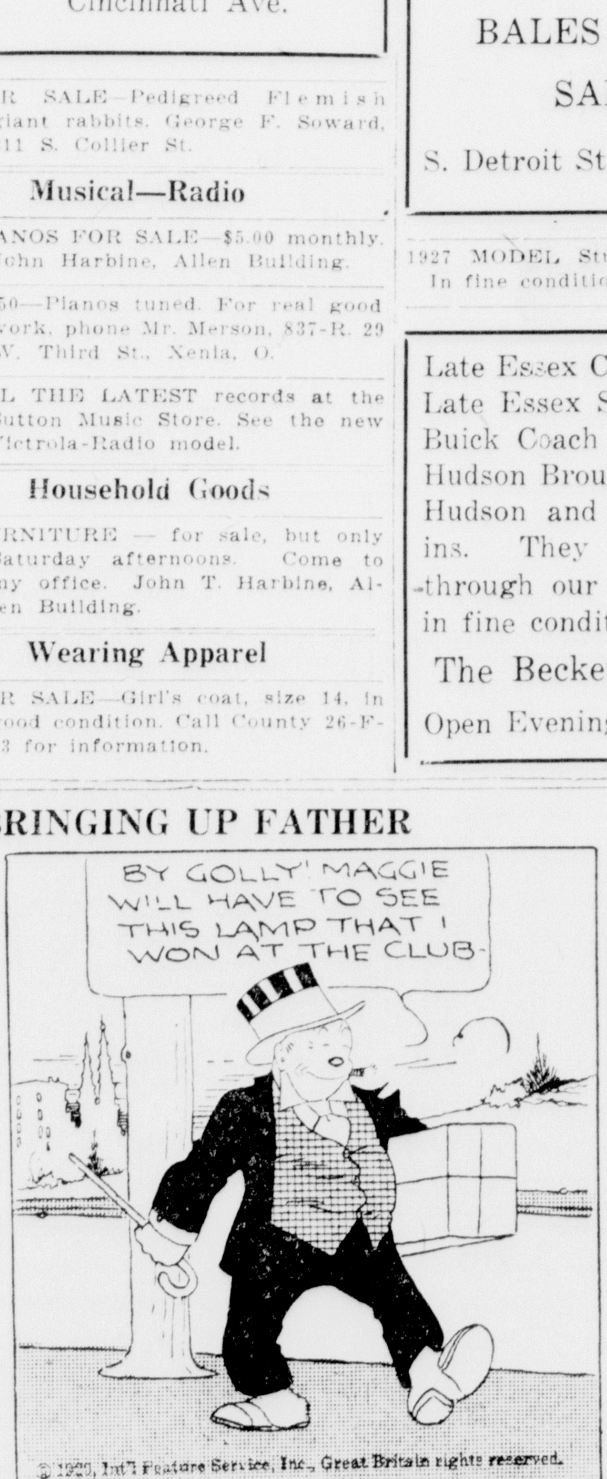 Cincinnati Ave.
R SALE—Pedigreed Flemish
giant rabbits. George F. Soward,
11 S. Collier St.
Musical—Radio
ANOS FOR SALE—$5.00 monthly.
John Harbine, Allen Building.
50—Pianos tuned. For real good
work, phone Mr. Merson, 837-R. 29
W. Third St., Xenia, O.
L THE LATEST records at the
Sutton Music Store. See the new
Victrola-Radio model.
Household Goods
RNITURE — for sale, but only
Saturday afternoons. Come to
my office. John T. Harbine, Al-
en Building.
Wearing Apparel
R SALE—Girl's coat, size 14, in
good condition. Call County 26-F-
3 for information.
BALES
SA
S. Detroit St
1927 MODEL St
In fine conditio
Late Essex C
Late Essex S
Buick Coach
Hudson Brou
Hudson and
ins. They
through our
in fine condit
The Becke
Open Evening
BRINGING UP FATHER
BY GOLLY! MAGGIE
WILL HAVE TO SEE
THIS LAMP THAT I
WON AT THE CLUB-
© Int'l Feature Service, Inc., Great Britain rights reserved.